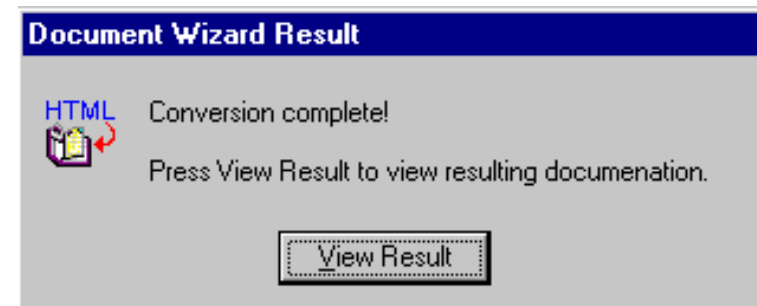 Document Wizard Result
HTML
Conversion complete!
Press View Result to view resulting documenation.
View Result